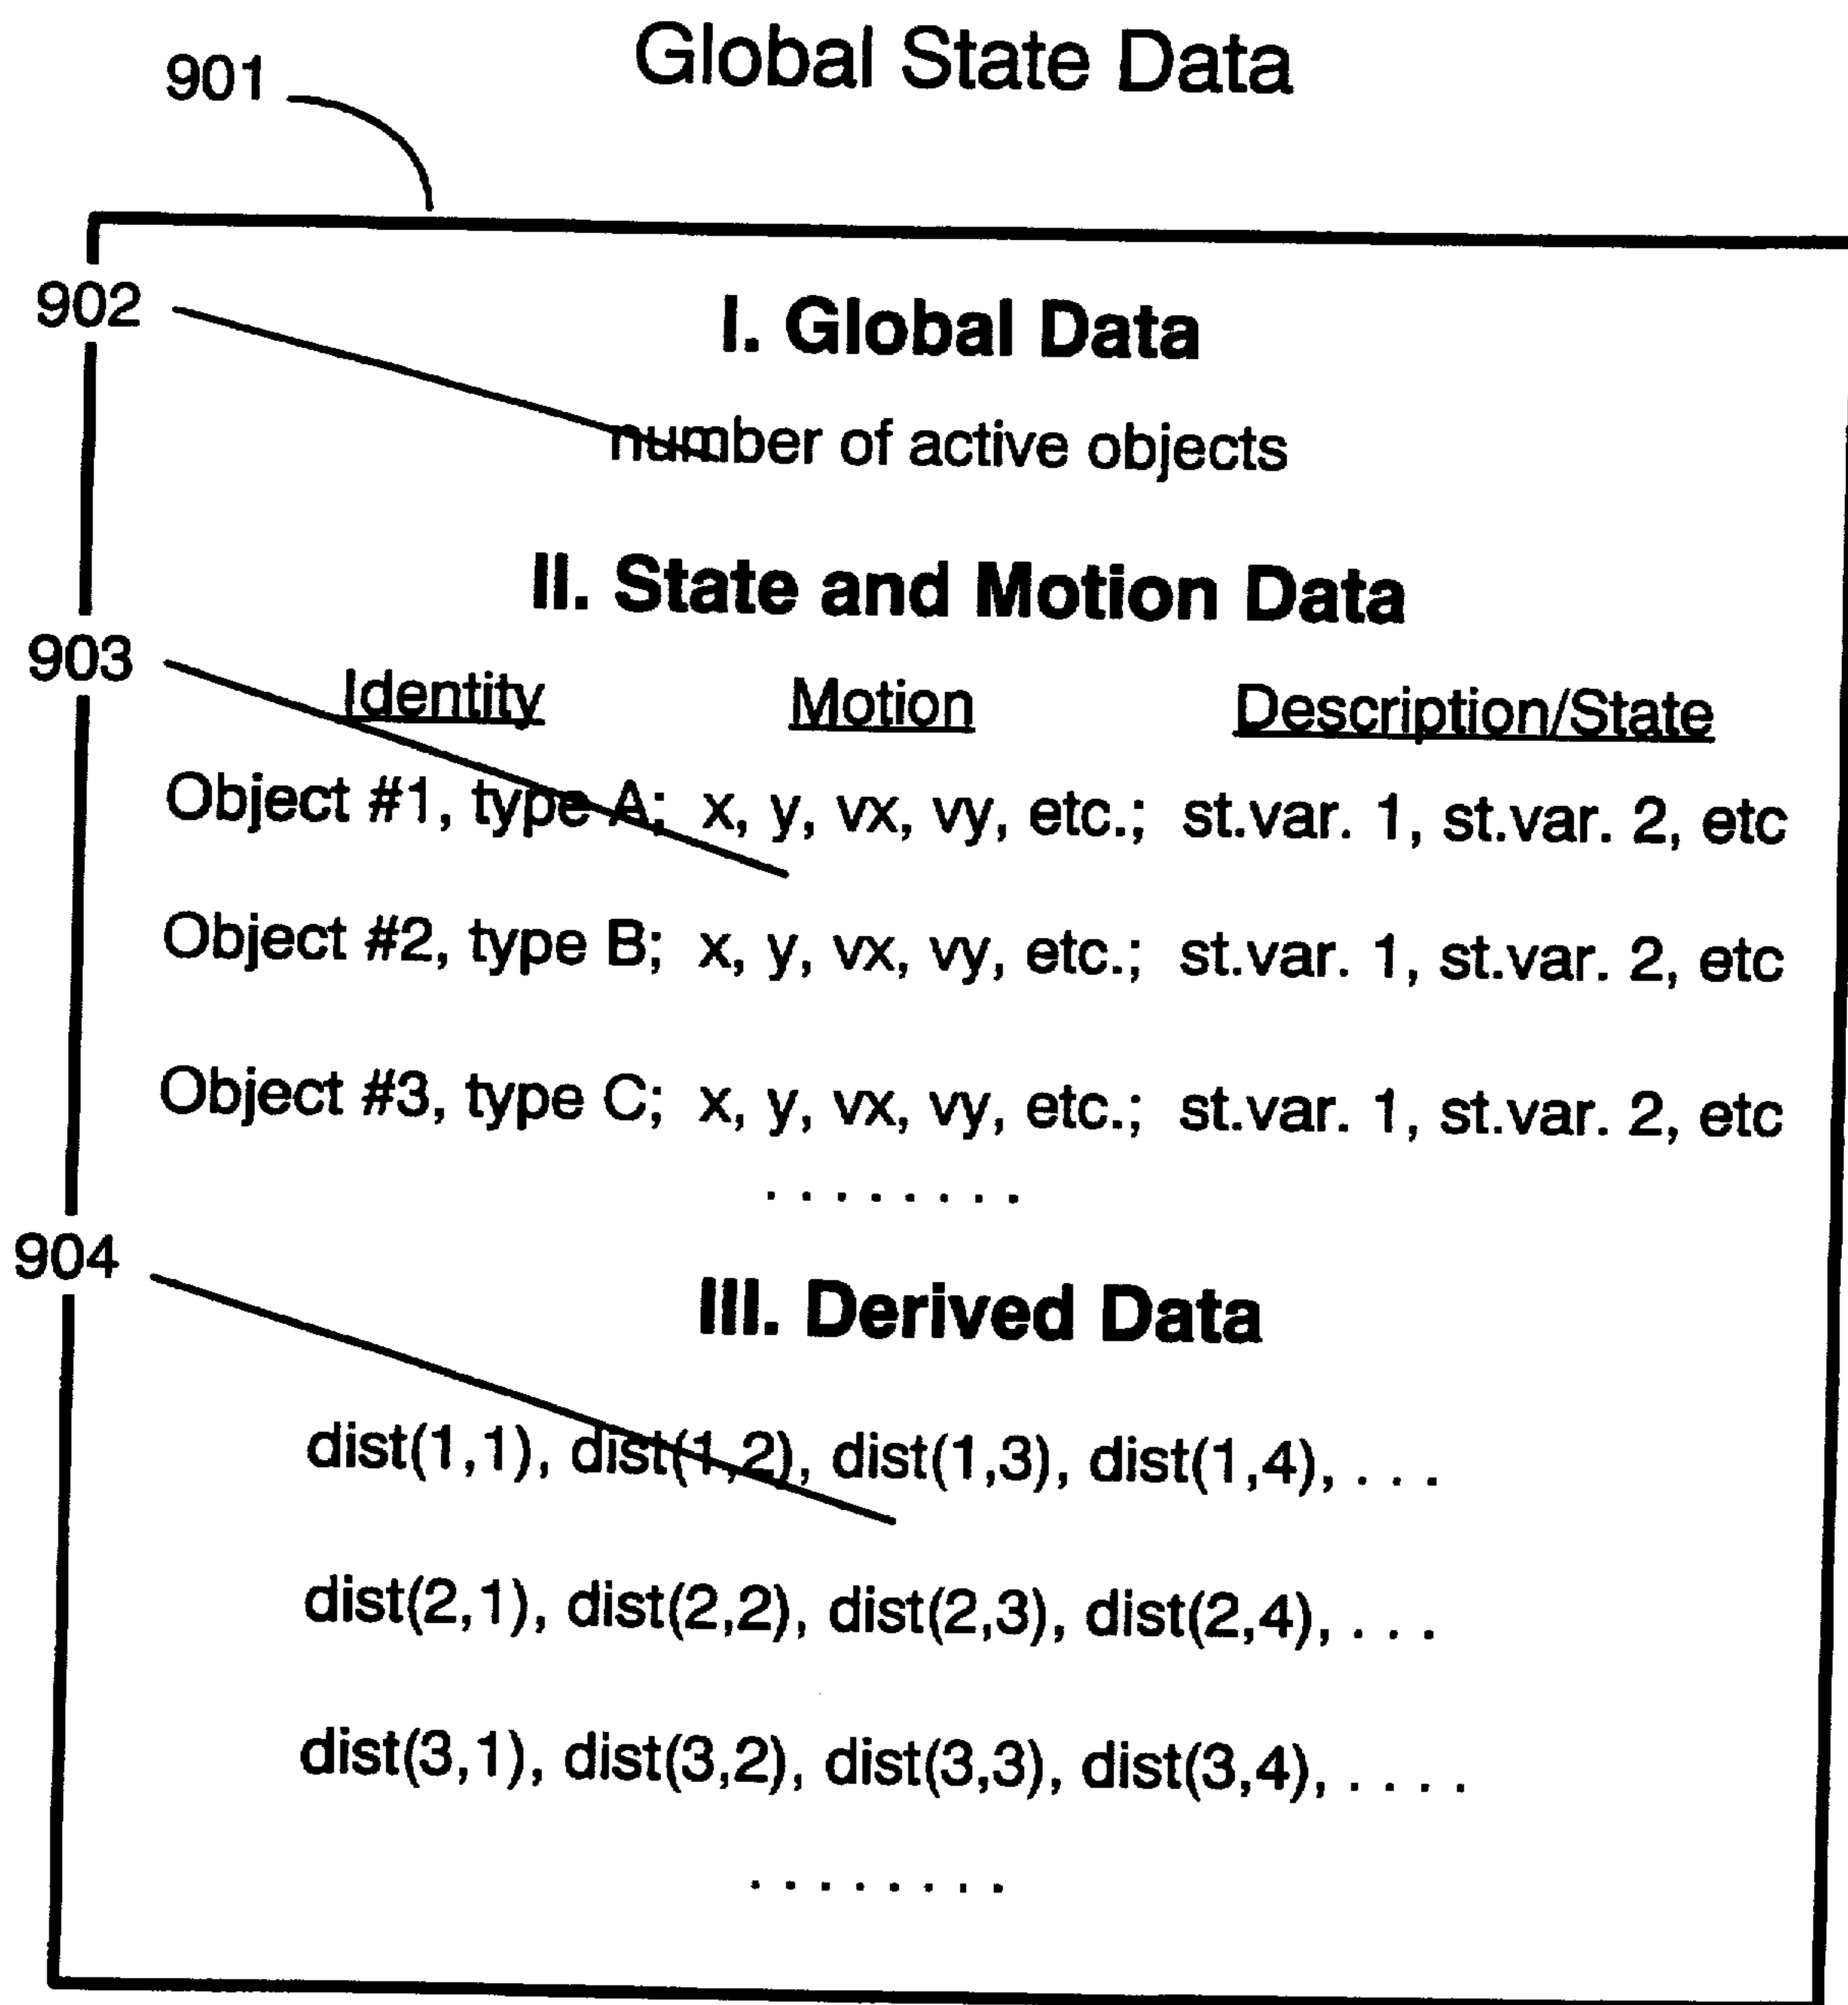 Global State Data
901
902
I. Global Data
number of active objects
II. State and Motion Data
903
Identity Motion Description/State
Object #1, type A; x, y, vx, vy, etc.; st.var. 1, st.var. 2, etc
Object #2, type B; x, y, vx, vy, etc.; st.var. 1, st.var. 2, etc
Object #3, type C; x, y, vx, vy, etc.; st.var. 1, st.var. 2, etc
. . . . . . . .
904
III. Derived Data
dist(1,1), dist(1,2), dist(1,3), dist(1,4), . . .
dist(2,1), dist(2,2), dist(2,3), dist(2,4), . . .
dist(3,1), dist(3,2), dist(3,3), dist(3,4), . . . .
. . . . . . . .